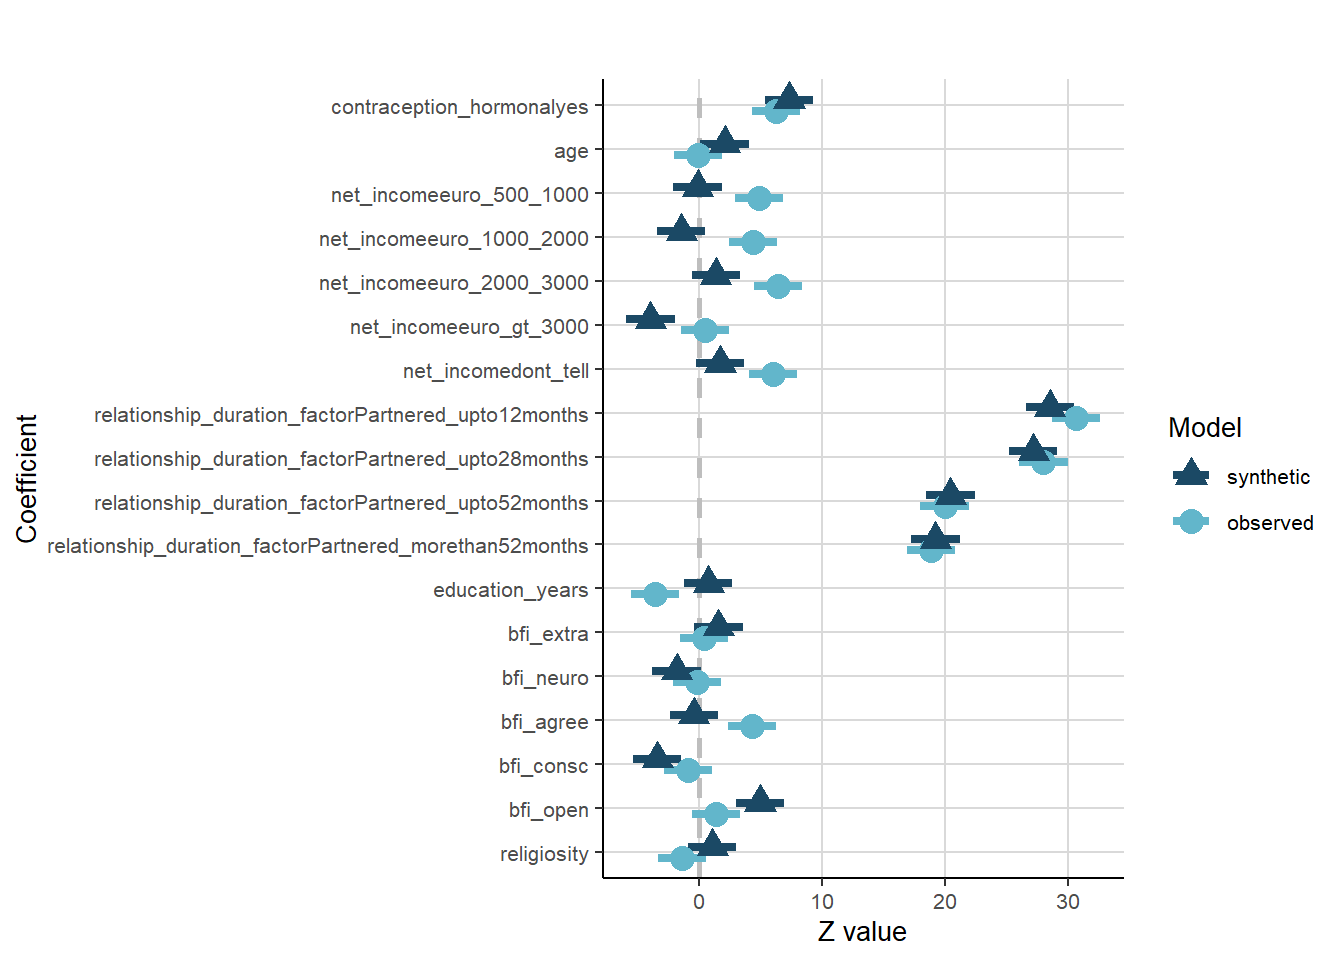 contraception_hormonalyes
age
net_incomeeuro_500_1000
net_incomeeuro_1000_2000
net_incomeeuro_2000_3000
net_incomeeuro_gt_3000
net_incomedont_tell
relationship_duration_factorPartnered_upto12months
relationship_duration_factorPartnered_upto28months
relationship_duration_factorPartnered_upto52months
relationship_duration_factorPartnered_morethan52months
education_years
bfi_extra
bfi_neuro
bfi_agree
bfi_consc
bfi_open
religiosity
Coefficient
0 10 20 30
Z value
Model
synthetic
observed